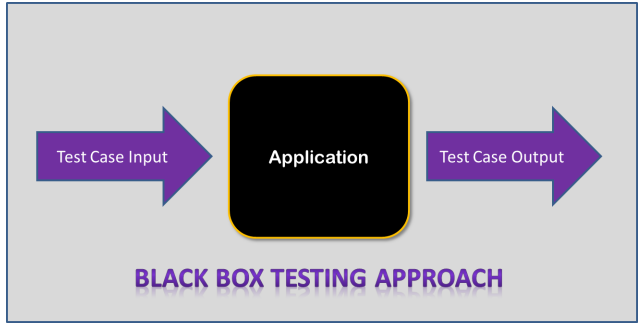 Test Case Input
Application
Test Case Output
BLACK BOX TESTING APPROACH